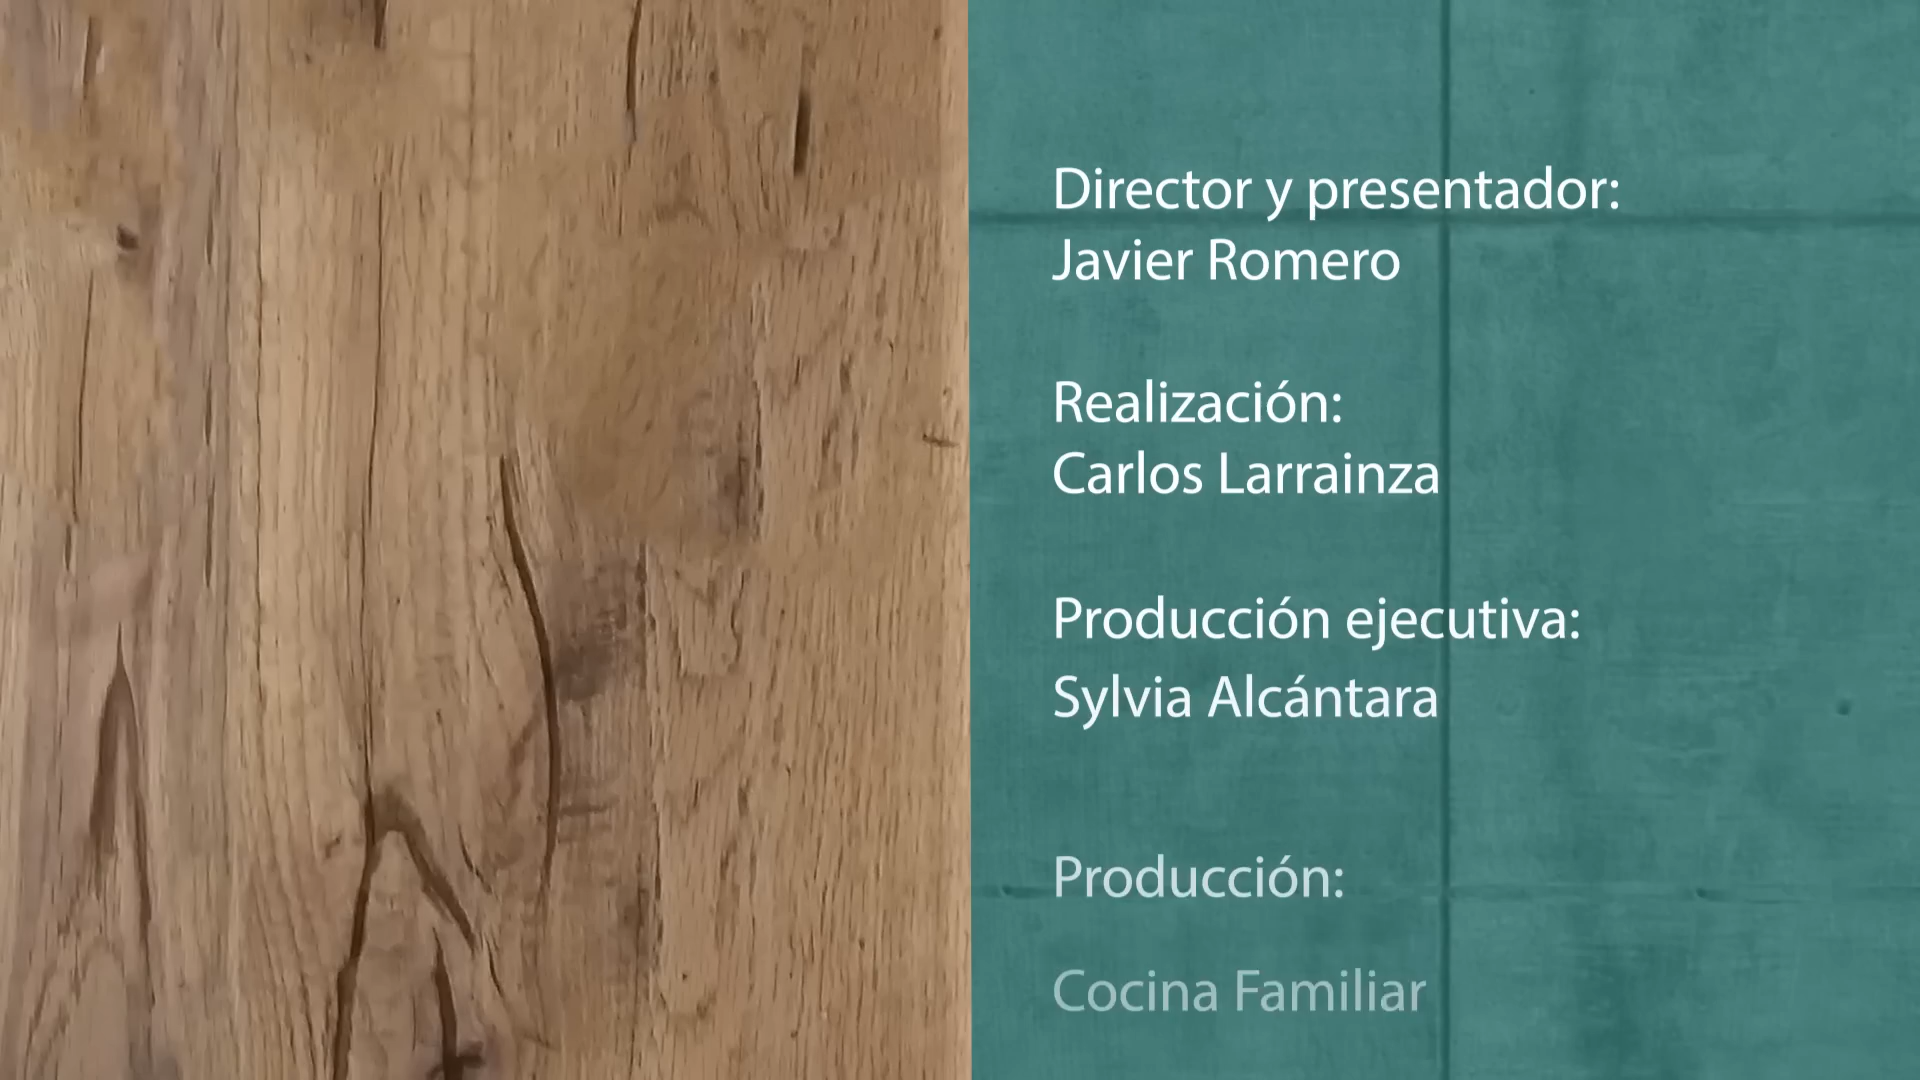 Director y presentador:
Javier Romero
Realización:
Carlos Larrainza
Producción ejecutiva:
Sylvia Alcántara
Producción:
Cocina Familiar